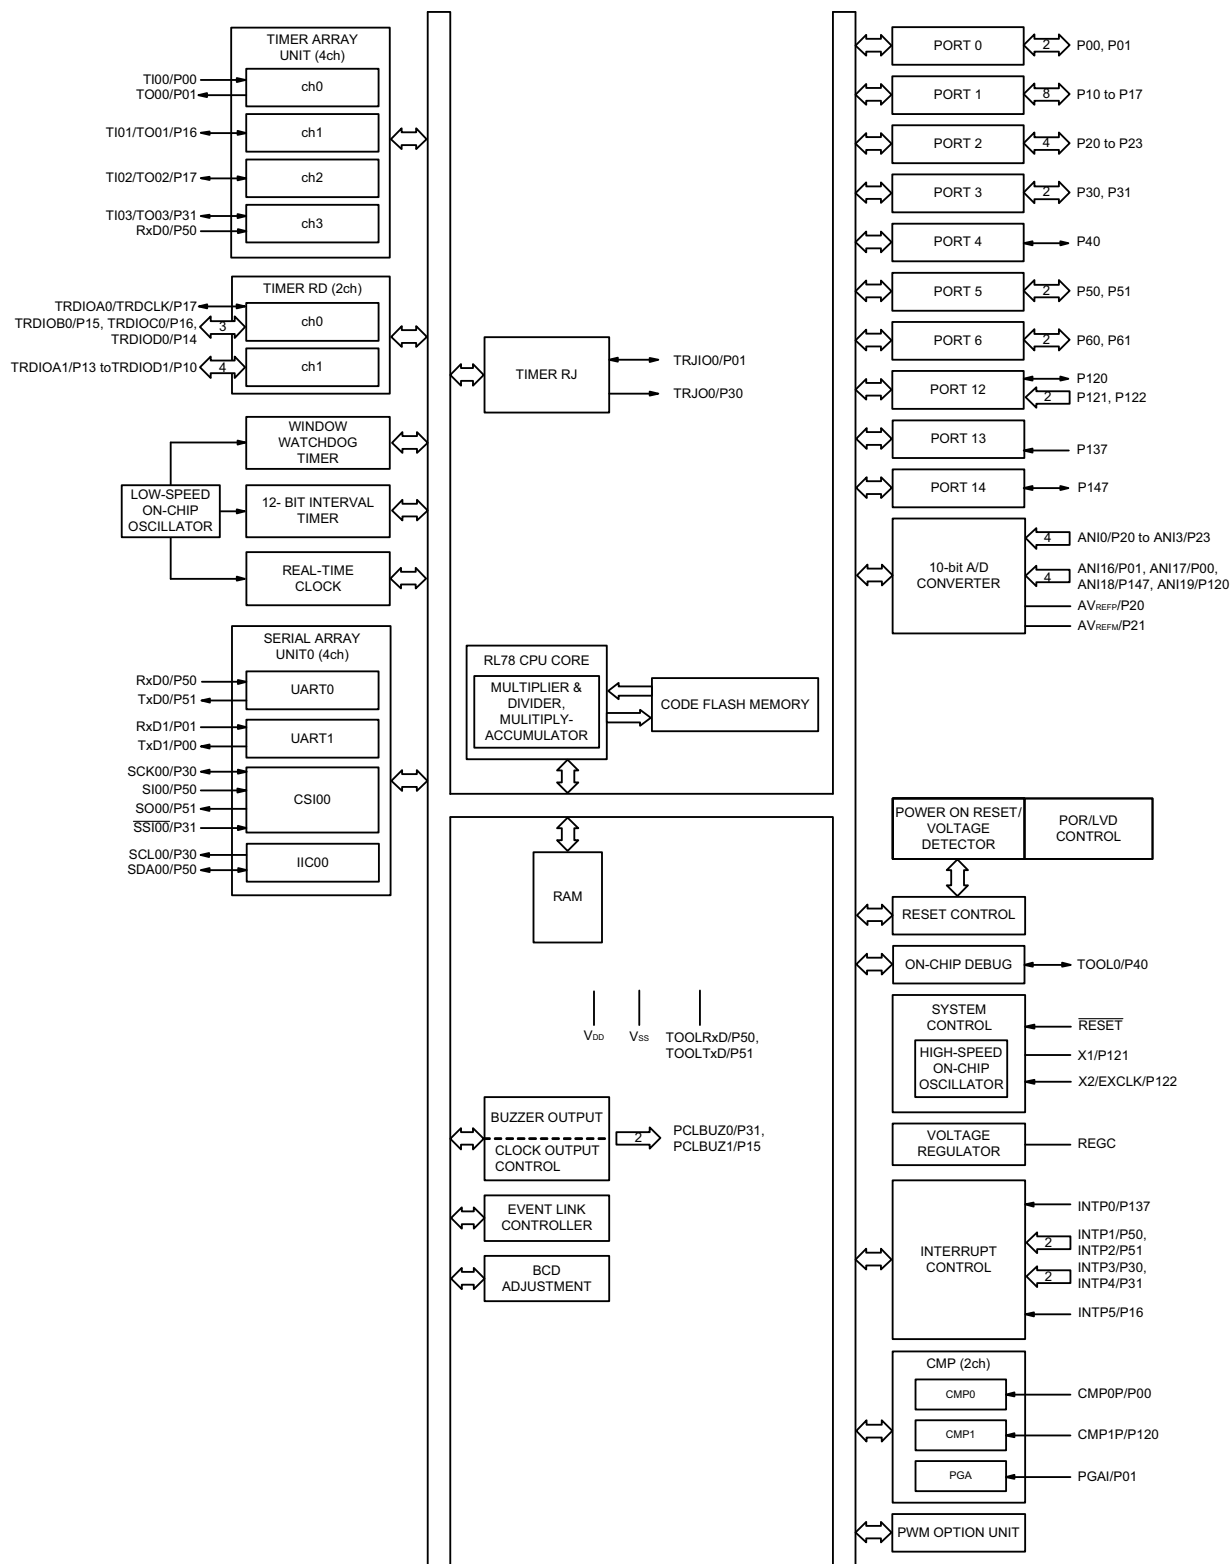 TIMER ARRAY
UNIT (4ch)
TI00/P00
TO00/P01
ch0
TI01/TO01/P16
ch1
TI02/TO02/P17
ch2
TI03/TO03/P31
RxD0/P50
ch3
TIMER RD (2ch)
TRDIOA0/TRDCLK/P17
TRDIOB0/P15, TRDIOC0/P16,
TRDIOD0/P14
3
ch0
TRDIOA1/P13 toTRDIOD1/P10
4
ch1
WINDOW
WATCHDOG
TIMER
LOW-SPEED
ON-CHIP
OSCILLATOR
12- BIT INTERVAL
TIMER
REAL-TIME
CLOCK
SERIAL ARRAY
UNIT0 (4ch)
RxD0/P50
TxD0/P51
UART0
RxD1/P01
TxD1/P00
UART1
SCK00/P30
SI00/P50
SO00/P51
SSI00/P31
CSI00
SCL00/P30
SDA00/P50
IIC00
TIMER RJ
TRJIO0/P01
TRJO0/P30
RL78 CPU CORE
MULTIPLIER &
DIVIDER,
MULITIPLY-
ACCUMULATOR
CODE FLASH MEMORY
RAM
VDD
VSS
TOOLRxD/P50,
TOOLTxD/P51
BUZZER OUTPUT
CLOCK OUTPUT
CONTROL
2
PCLBUZ0/P31,
PCLBUZ1/P15
EVENT LINK
CONTROLLER
BCD
ADJUSTMENT
PORT 0
2
P00, P01
PORT 1
8
P10 to P17
PORT 2
4
P20 to P23
PORT 3
2
P30, P31
PORT 4
P40
PORT 5
2
P50, P51
PORT 6
2
P60, P61
PORT 12
P120
2
P121, P122
PORT 13
P137
PORT 14
P147
10-bit A/D
CONVERTER
4
ANI0/P20 to ANI3/P23
4
ANI16/P01, ANI17/P00,
ANI18/P147, ANI19/P120
AVREFP/P20
AVREFM/P21
POWER ON RESET/
VOLTAGE
DETECTOR
POR/LVD
CONTROL
RESET CONTROL
ON-CHIP DEBUG
TOOL0/P40
SYSTEM
CONTROL
HIGH-SPEED
ON-CHIP
OSCILLATOR
RESET
X1/P121
X2/EXCLK/P122
VOLTAGE
REGULATOR
REGC
INTERRUPT
CONTROL
INTP0/P137
2
INTP1/P50,
INTP2/P51
2
INTP3/P30,
INTP4/P31
INTP5/P16
CMP (2ch)
CMP0
CMP0P/P00
CMP1
CMP1P/P120
PGA
PGAI/P01
PWM OPTION UNIT